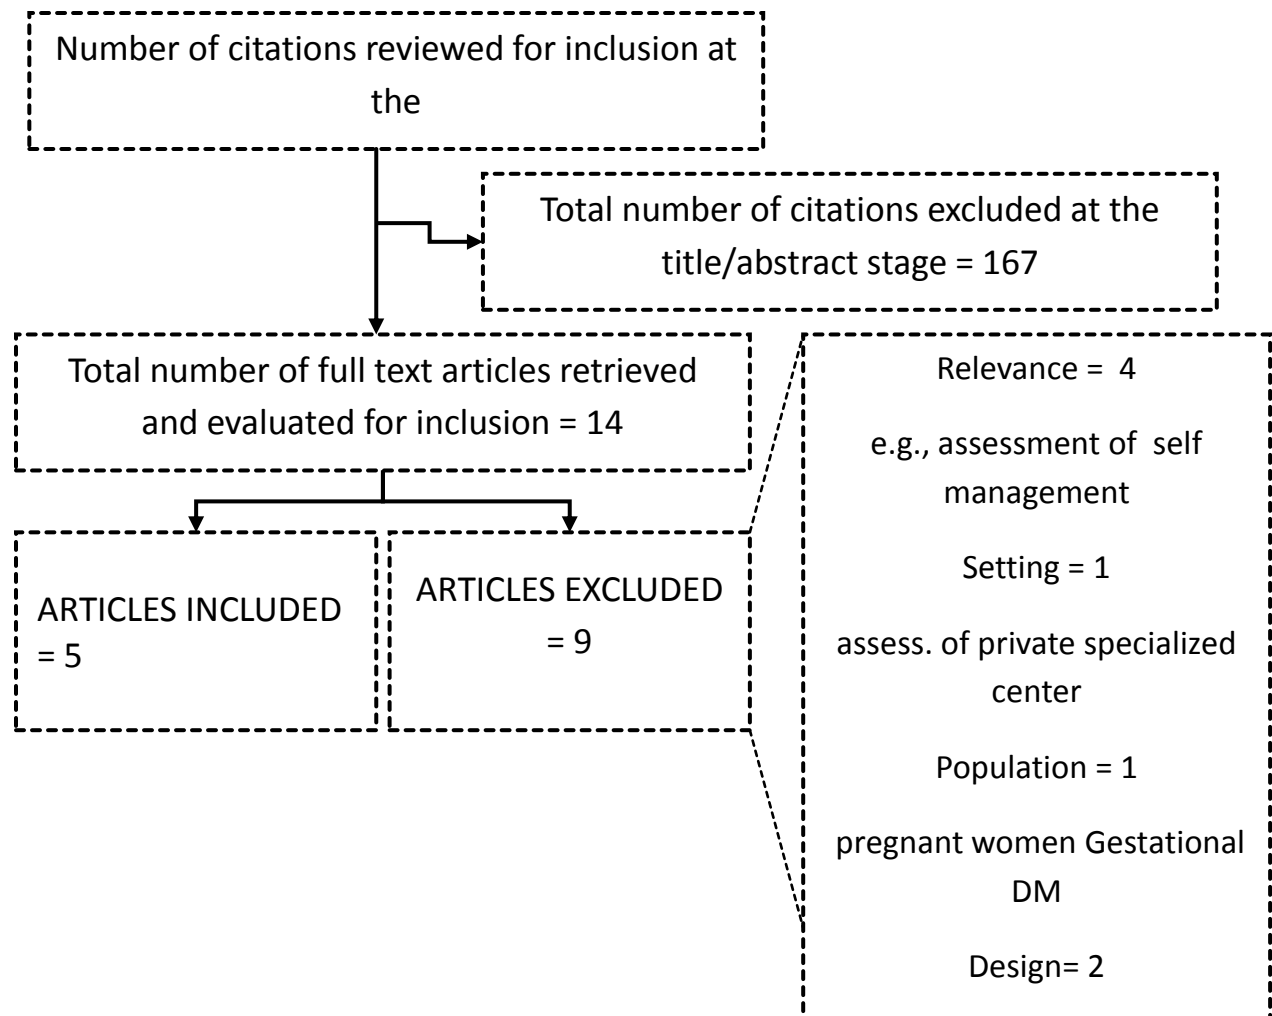 Number of citations reviewed for inclusion at
the
Total number of citations excluded at the
title/abstract stage = 167
Total number of full text articles retrieved
and evaluated for inclusion = 14
ARTICLES INCLUDED
= 5
ARTICLES EXCLUDED
= 9
Relevance = 4
e.g., assessment of self
management
Setting = 1
assess. of private specialized
center
Population = 1
pregnant women Gestational
DM
Design= 2